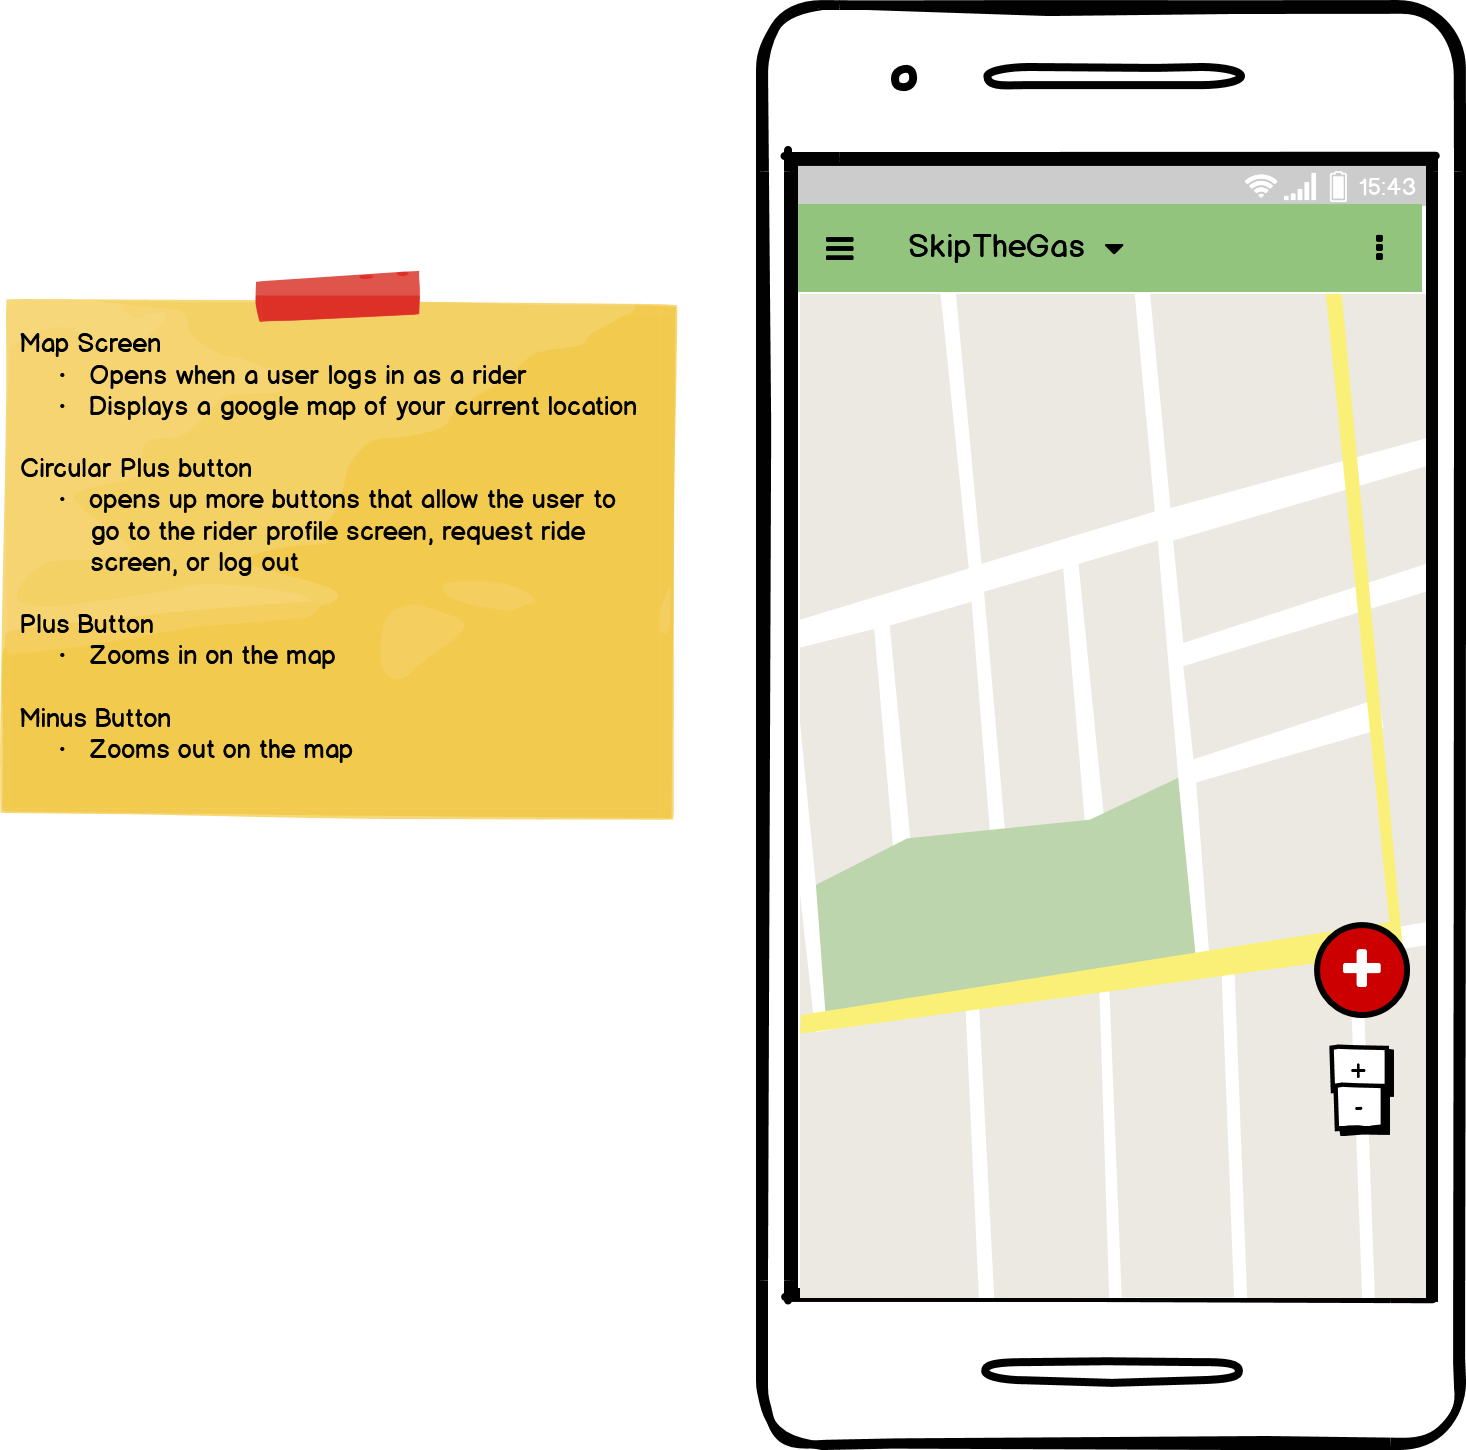 Map Screen
· Opens when a user logs in as a rider
· Displays a google map of your current location
Circular Plus button
· opens up more buttons that allow the user to
go to the rider profile screen, request ride
screen, or log out
Plus Button
· Zooms in on the map
Minus Button
· Zooms out on the map
15:43
SkipTheGas
+
-